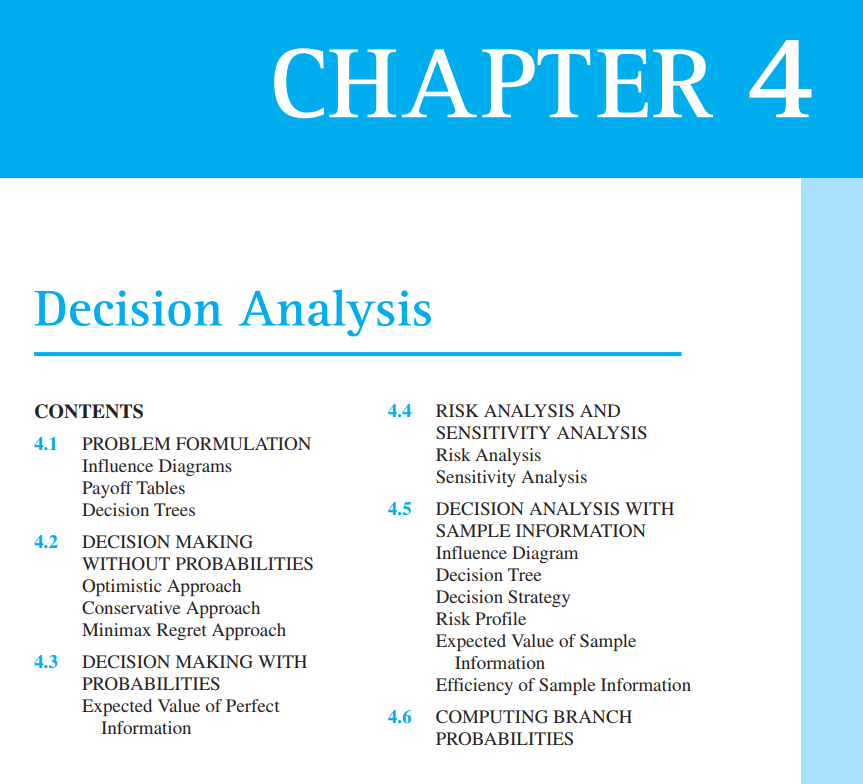 CHAPTER 4
Decision Analysis
CONTENTS
4.1 PROBLEM FORMULATION
Influence Diagrams
Payoff Tables
Decision Trees
4.2 DECISION MAKING
WITHOUT PROBABILITIES
Optimistic Approach
Conservative Approach
Minimax Regret Approach
4.3 DECISION MAKING WITH
PROBABILITIES
Expected Value of Perfect
Information
4.4 RISK ANALYSIS AND
SENSITIVITY ANALYSIS
Risk Analysis
Sensitivity Analysis
4.5 DECISION ANALYSIS WITH
SAMPLE INFORMATION
Influence Diagram
Decision Tree
Decision Strategy
Risk Profile
Expected Value of Sample
Information
Efficiency of Sample Information
4.6 COMPUTING BRANCH
PROBABILITIES